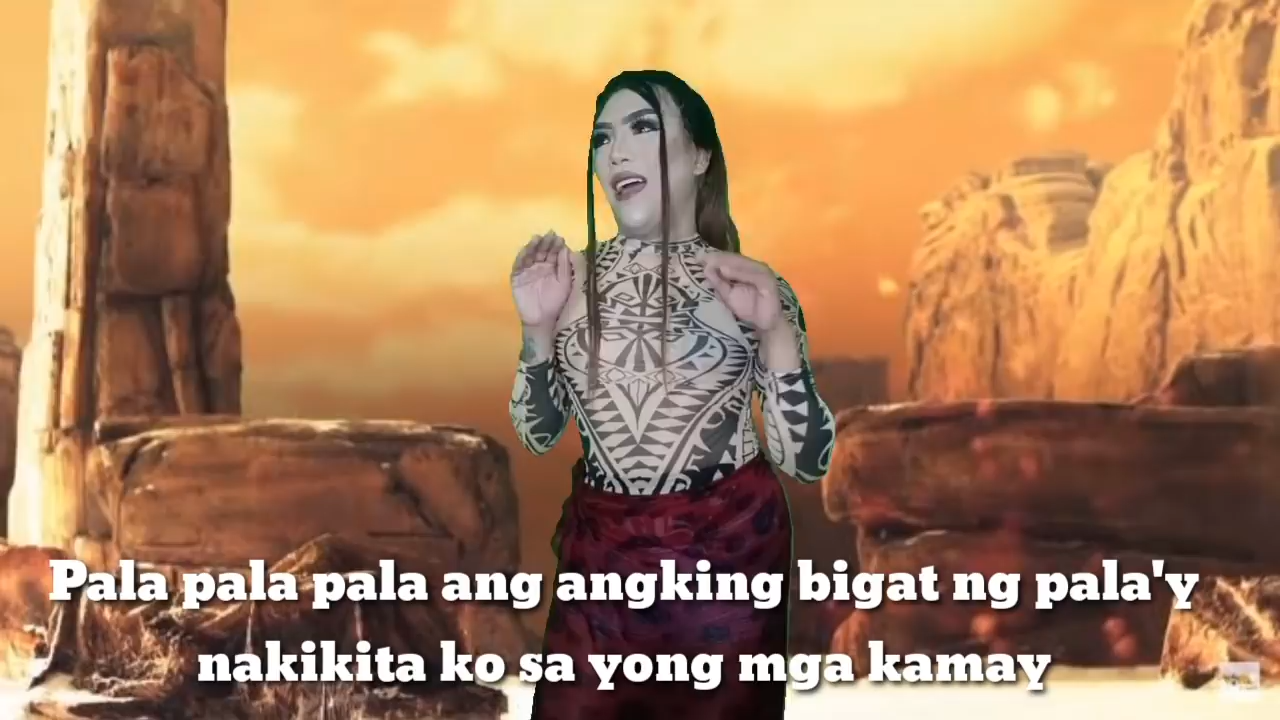 Pala pala pala ang angking bigat ng pala'y
nakikita ko sa yong mga kamay